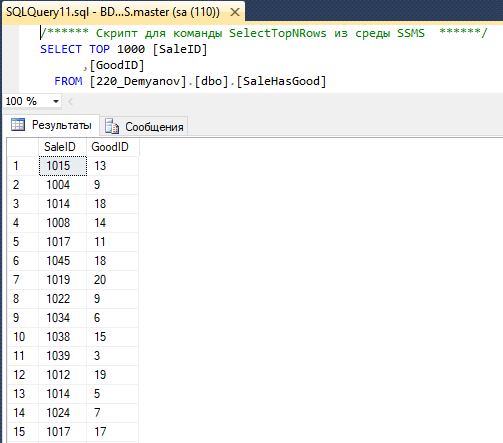 SQLQuery11.sql - BD...S.master (sa (110))
/****** Скрипт для команды SelectTopNRows из среды SSMS ******/
SELECT TOP 1000 [SaleID]
,[GoodID]
FROM [220_Demyanov].[dbo].[SaleHasGood]
100 %
Результаты Сообщения
SaleID GoodID
1 1015 13
2 1004 9
3 1014 18
4 1008 14
5 1017 11
6 1045 18
7 1019 20
8 1022 9
9 1034 6
10 1038 15
11 1039 3
12 1012 19
13 1014 5
14 1024 7
15 1017 17